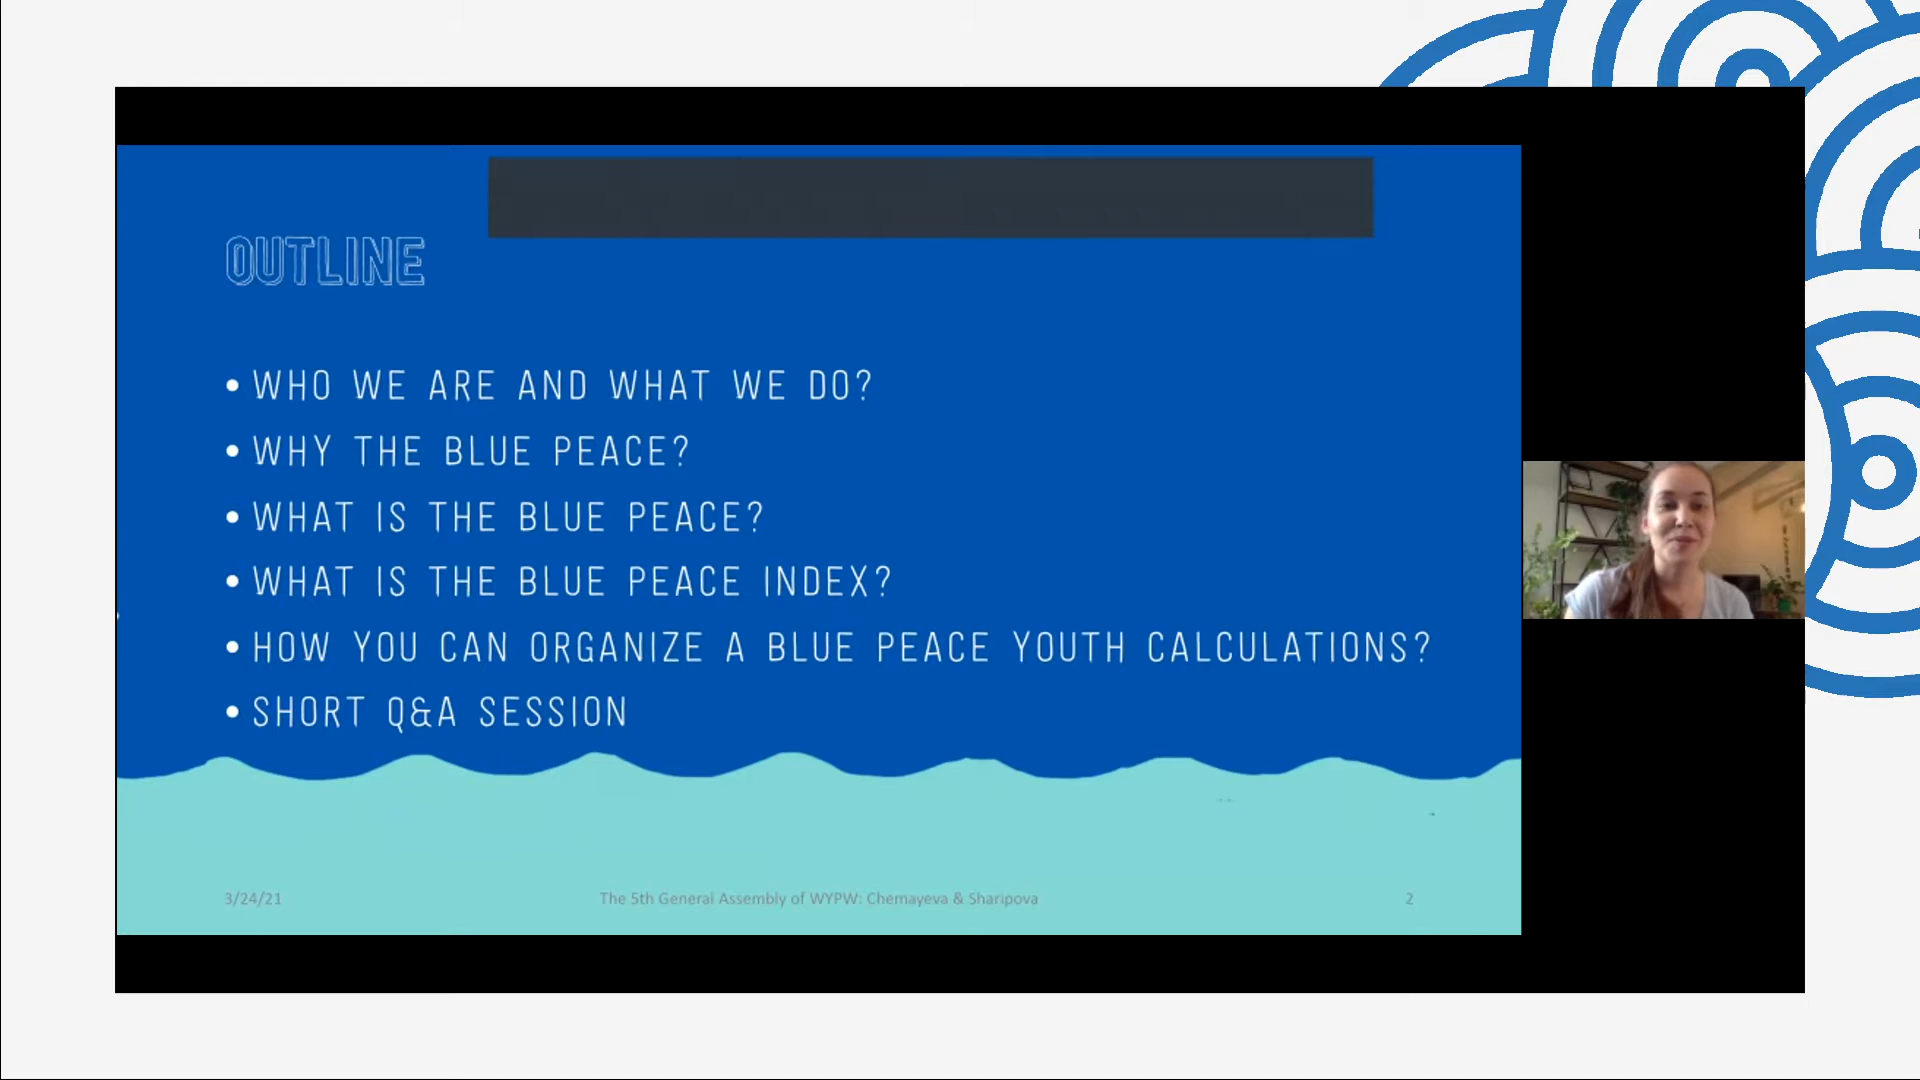 OUTLINE
• WHO WE ARE AND WHAT WE DO?
• WHY THE BLUE PEACE?
• WHAT IS THE BLUE PEACE?
• WHAT IS THE BLUE PEACE INDEX?
• HOW YOU CAN ORGANIZE A BLUE PEACE YOUTH CALCULATIONS?
• SHORT Q&A SESSION
3/24/21 The 5th General Assembly of WYPW: Chemayeva & Sharipova 2